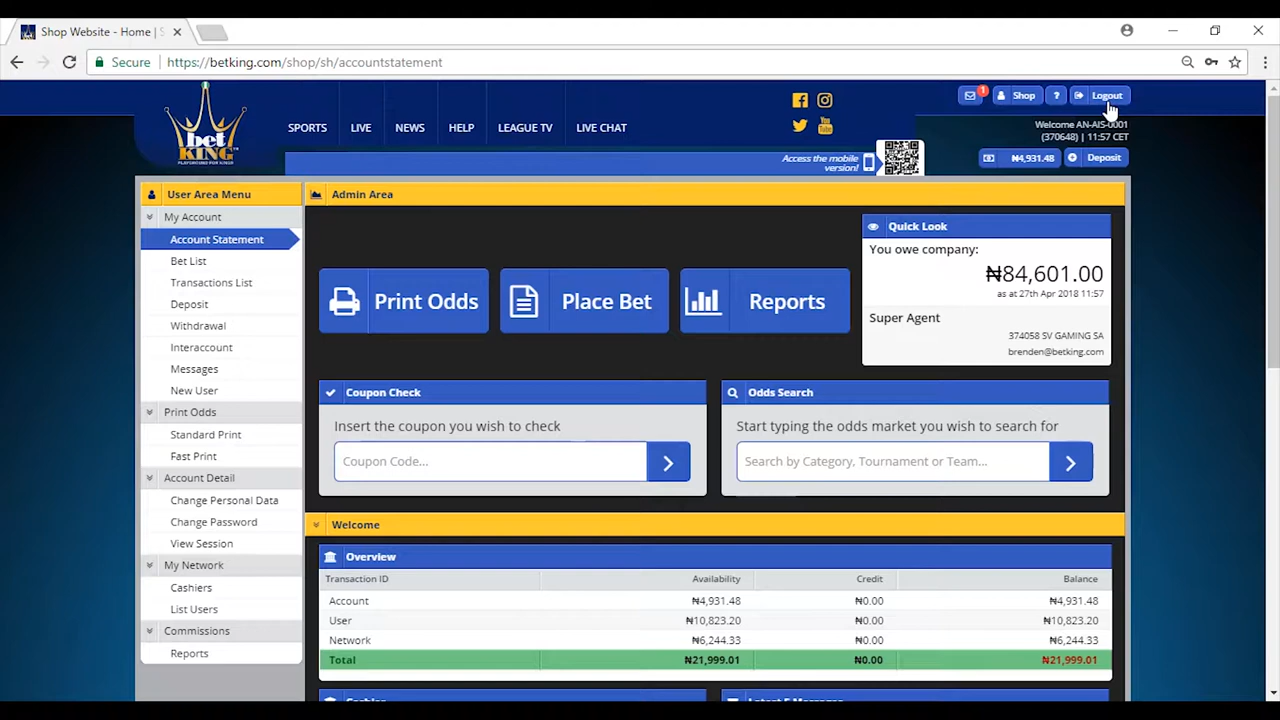 Shop Website - Home | S
Secure
https://betking.com/shop/sh/accountstatement
bet
KING
SPORTS
LIVE
NEWS
HELP
LEAGUE TV
LIVE CHAT
1
Shop
?
Logout
Welcome AN-AIS-0001
(370648) | 11:57 CET
₦4,931.48
Deposit
Access the mobile
version!
User Area Menu
My Account
Account Statement
Bet List
Transactions List
Deposit
Withdrawal
Interaccount
Messages
New User
Print Odds
Standard Print
Fast Print
Account Detail
Change Personal Data
Change Password
View Session
My Network
Cashiers
List Users
Commissions
Reports
Admin Area
Print Odds
Place Bet
Reports
Quick Look
You owe company:
₦84,601.00
as at 27th Apr 2018 11:57
Super Agent
374058 SV GAMING SA
brenden@betking.com
Coupon Check
Insert the coupon you wish to check
Coupon Code...
Odds Search
Start typing the odds market you wish to search for
Search by Category, Tournament or Team...
Welcome
Overview
Transaction ID Availability Credit Balance
Account ₦4,931.48 ₦0.00 ₦4,931.48
User ₦10,823.20 ₦0.00 ₦10,823.20
Network ₦6,244.33 ₦0.00 ₦6,244.33
Total ₦21,999.01 ₦0.00 ₦21,999.01